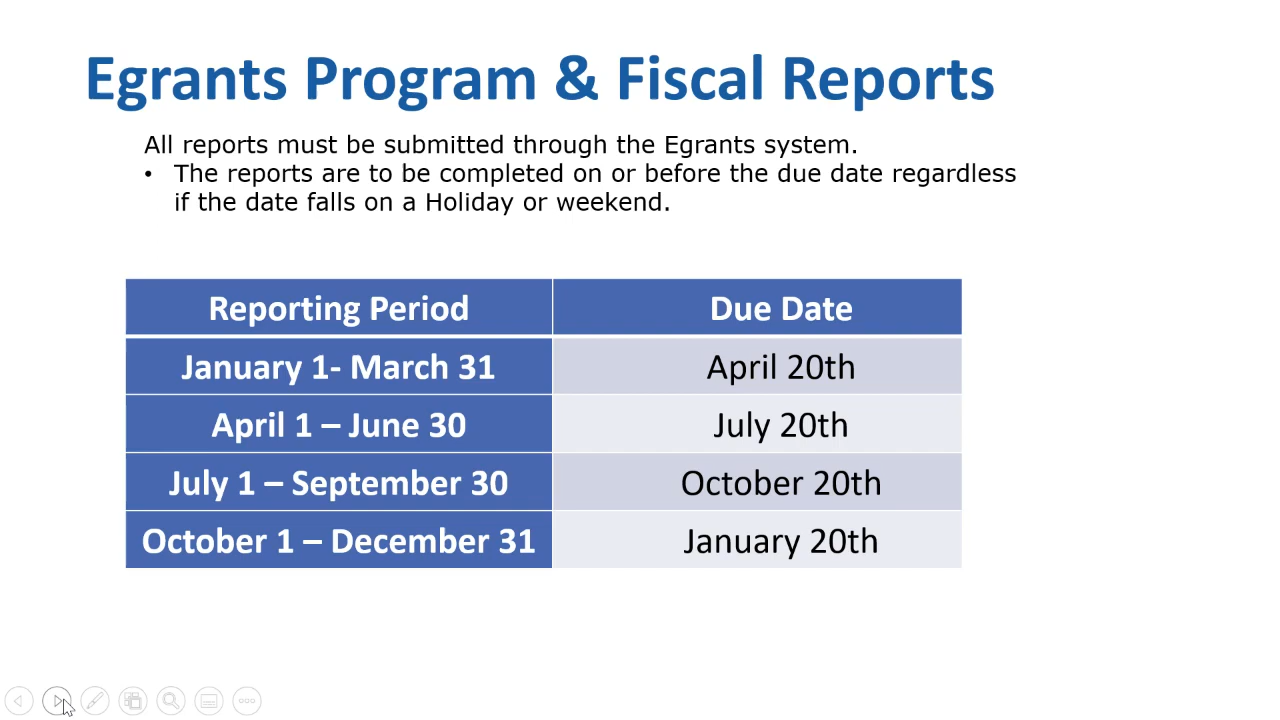 Egrants Program & Fiscal Reports
All reports must be submitted through the Egrants system.
• The reports are to be completed on or before the due date regardless
if the date falls on a Holiday or weekend.
Reporting Period Due Date
January 1- March 31 April 20th
April 1 – June 30 July 20th
July 1 – September 30 October 20th
October 1 – December 31 January 20th